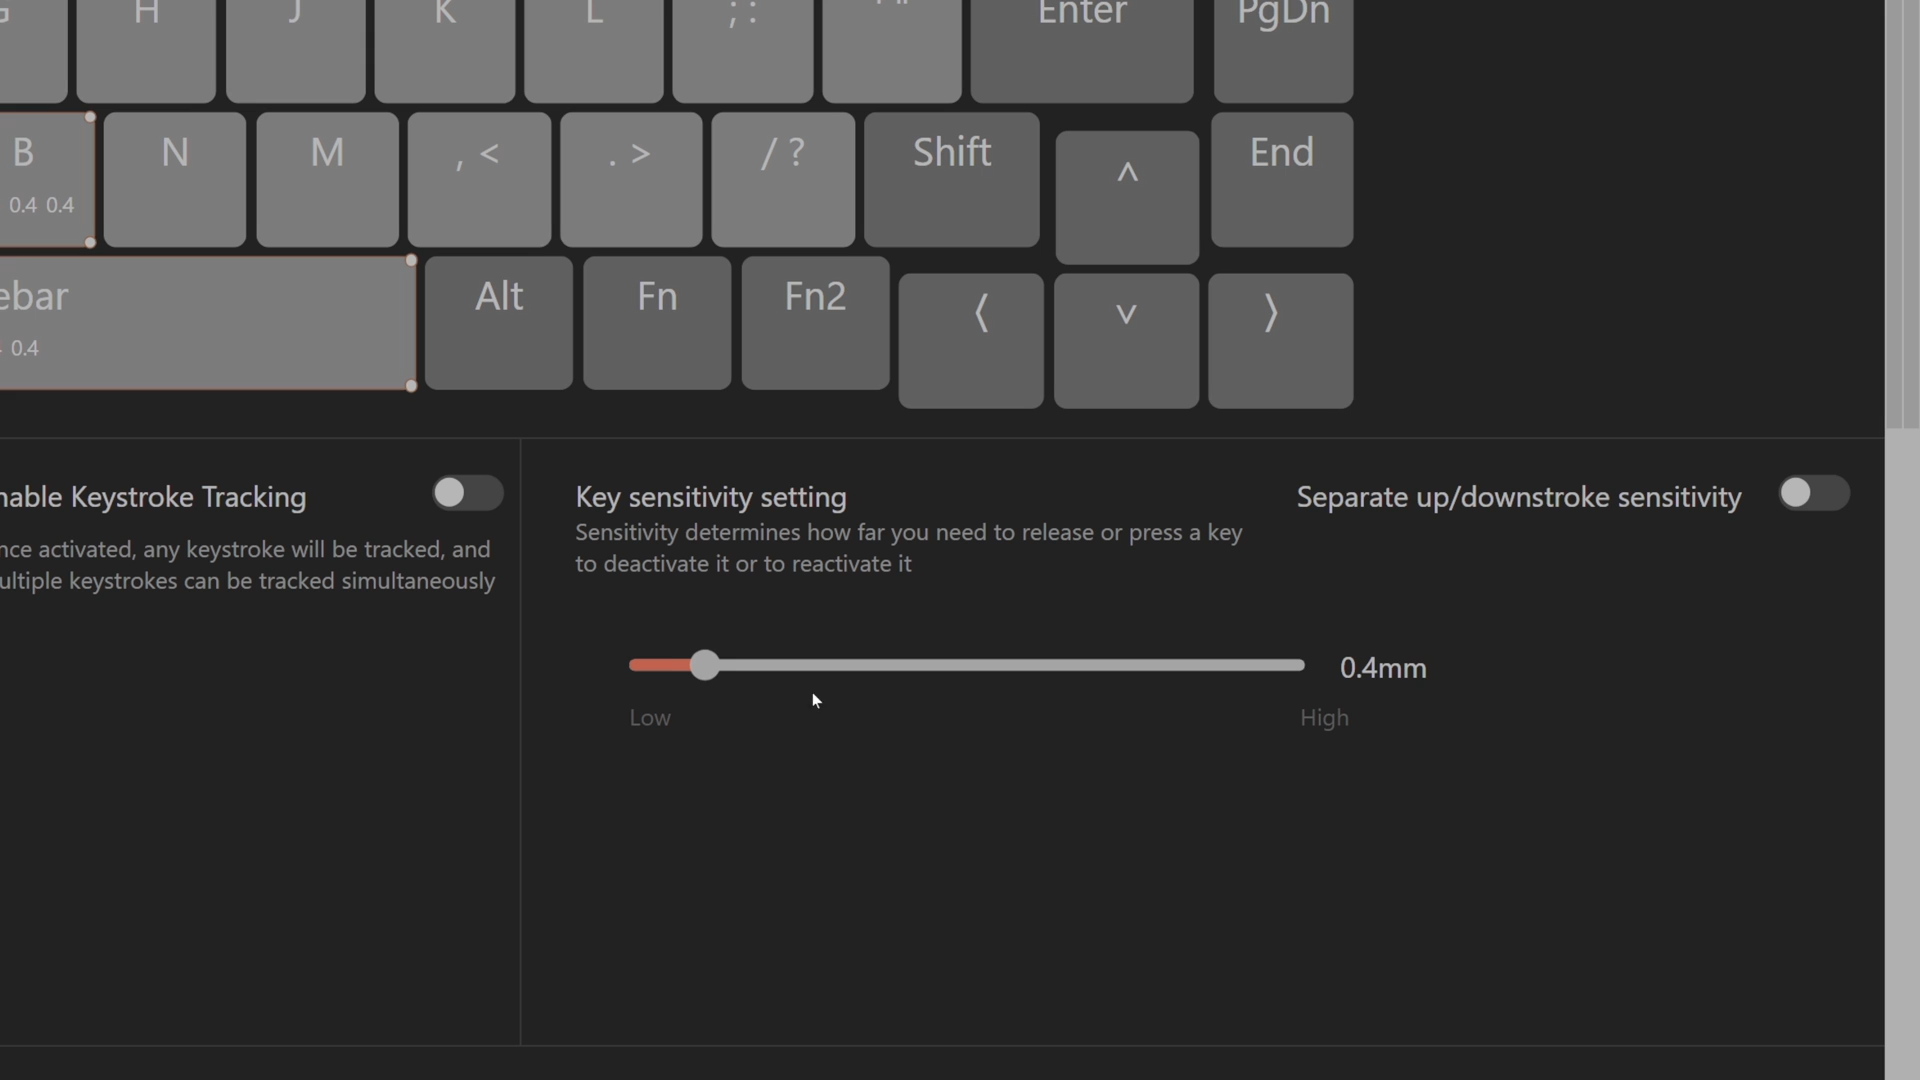 H J K L ; : ' " Enter PgDn
B N M , < . > / ? Shift ^ End
0.4 0.4
ebar Alt Fn Fn2 < v >
0.4
nable Keystroke Tracking
nce activated, any keystroke will be tracked, and
ultiple keystrokes can be tracked simultaneously
Key sensitivity setting
Sensitivity determines how far you need to release or press a key
to deactivate it or to reactivate it
Separate up/downstroke sensitivity
0.4mm
Low High